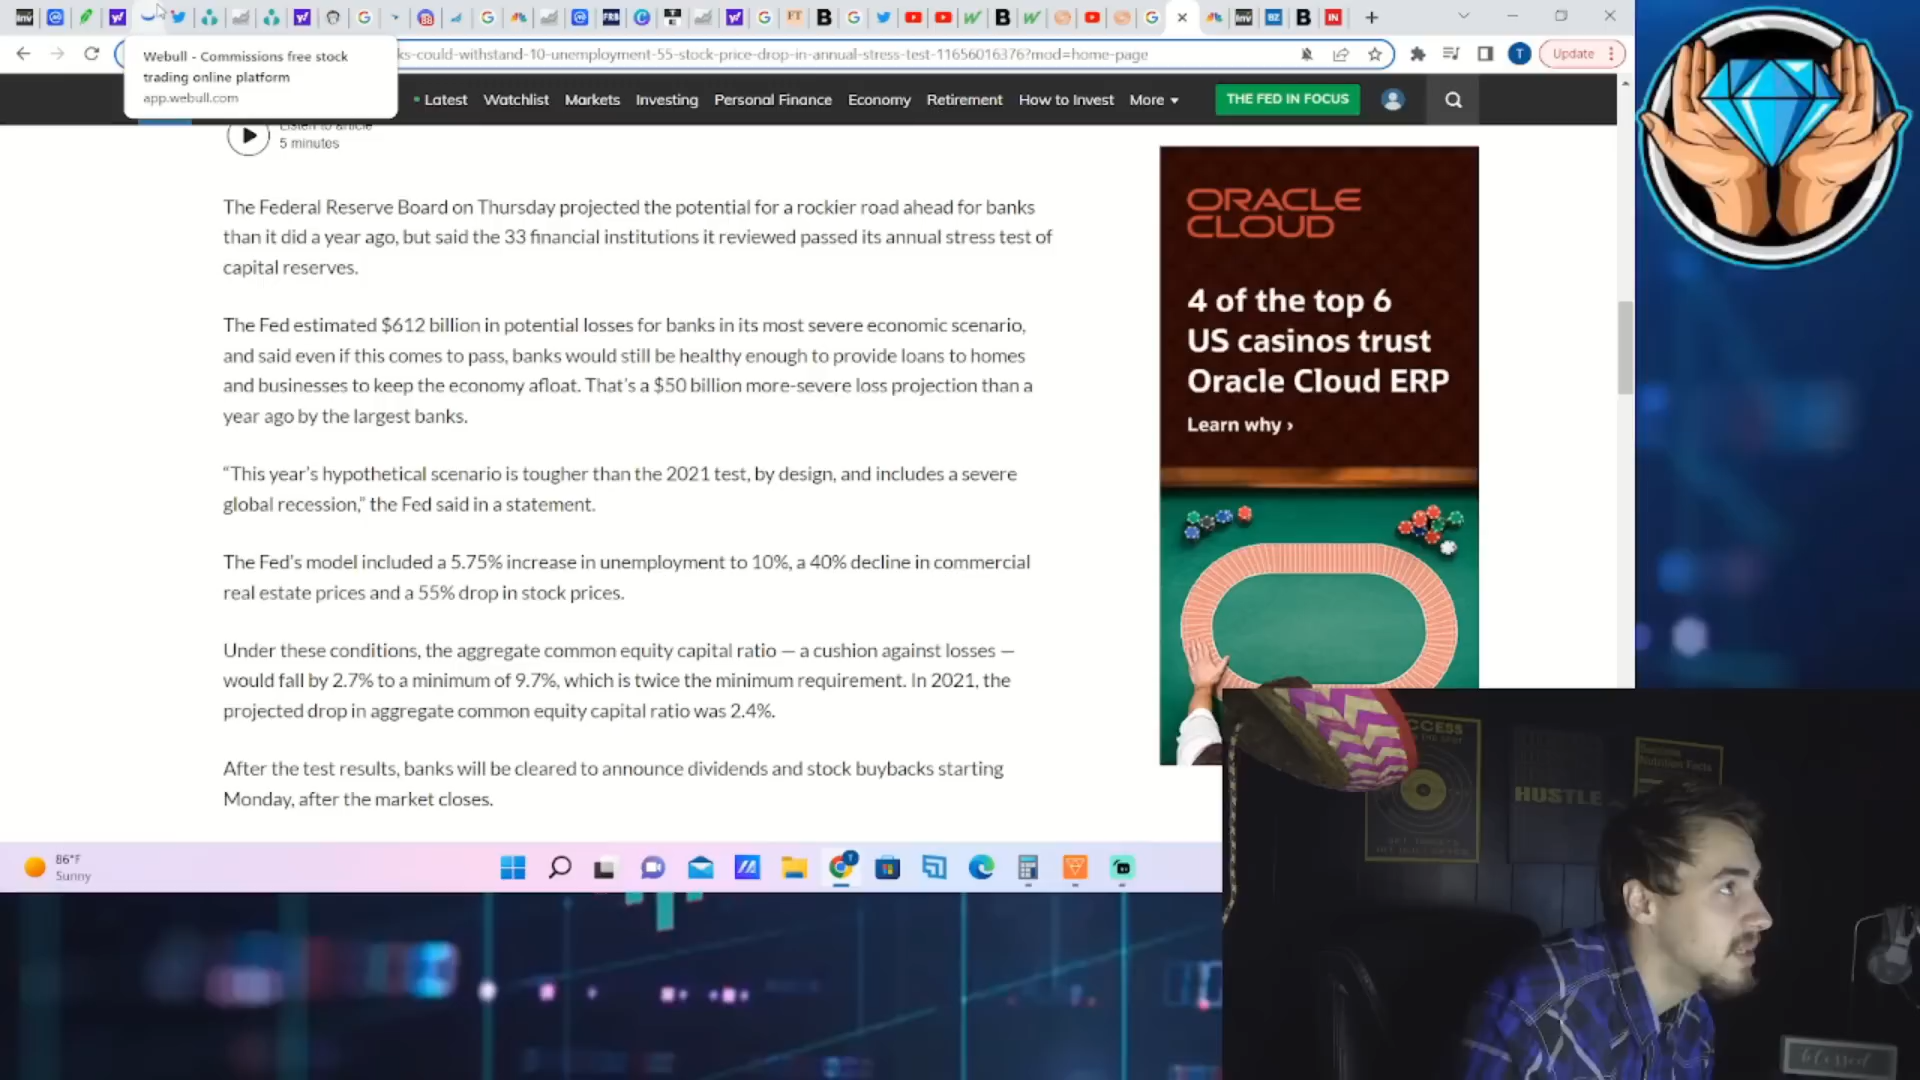 Webull - Commissions free stock
trading online platform
app.webull.com
ks-could-withstand-10-unemployment-55-stock-price-drop-in-annual-stress-test-11656016376?mod=home-page
T
Update
Latest Watchlist Markets Investing Personal Finance Economy Retirement How to Invest More
THE FED IN FOCUS
Listen to article
5 minutes
The Federal Reserve Board on Thursday projected the potential for a rockier road ahead for banks
than it did a year ago, but said the 33 financial institutions it reviewed passed its annual stress test of
capital reserves.
The Fed estimated $612 billion in potential losses for banks in its most severe economic scenario,
and said even if this comes to pass, banks would still be healthy enough to provide loans to homes
and businesses to keep the economy afloat. That's a $50 billion more-severe loss projection than a
year ago by the largest banks.
“This year's hypothetical scenario is tougher than the 2021 test, by design, and includes a severe
global recession,” the Fed said in a statement.
The Fed's model included a 5.75% increase in unemployment to 10%, a 40% decline in commercial
real estate prices and a 55% drop in stock prices.
Under these conditions, the aggregate common equity capital ratio — a cushion against losses —
would fall by 2.7% to a minimum of 9.7%, which is twice the minimum requirement. In 2021, the
projected drop in aggregate common equity capital ratio was 2.4%.
After the test results, banks will be cleared to announce dividends and stock buybacks starting
Monday, after the market closes.
ORACLE
CLOUD
4 of the top 6
US casinos trust
Oracle Cloud ERP
Learn why ›
86°F
Sunny
HUSTLE
Nutrition Facts
blessed